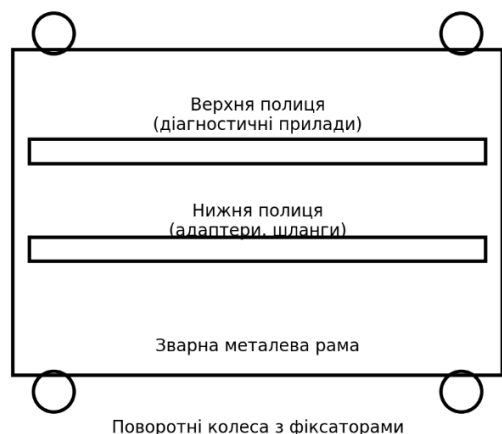 Верхня полиця
(діагностичні прилади)
Нижня полиця
(адаптери, шланги)
Зварна металева рама
Поворотні колеса з фіксаторами